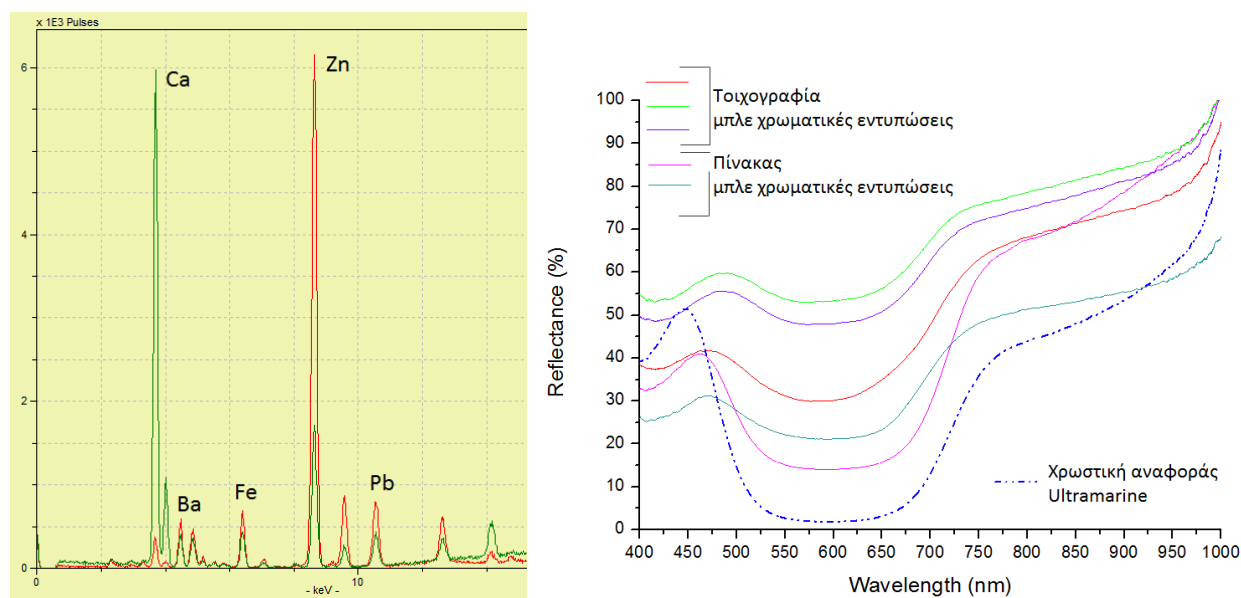 x 1E3 Pulses
Ca
Zn
Ba
Fe
Pb
6
4
2
0
0
10
- keV -
Τοιχογραφία
μπλε χρωματικές εντυπώσεις
Πίνακας
μπλε χρωματικές εντυπώσεις
Χρωστική αναφοράς
Ultramarine
Reflectance (%)
100
90
80
70
60
50
40
30
20
10
0
400 450 500 550 600 650 700 750 800 850 900 950 1000
Wavelength (nm)